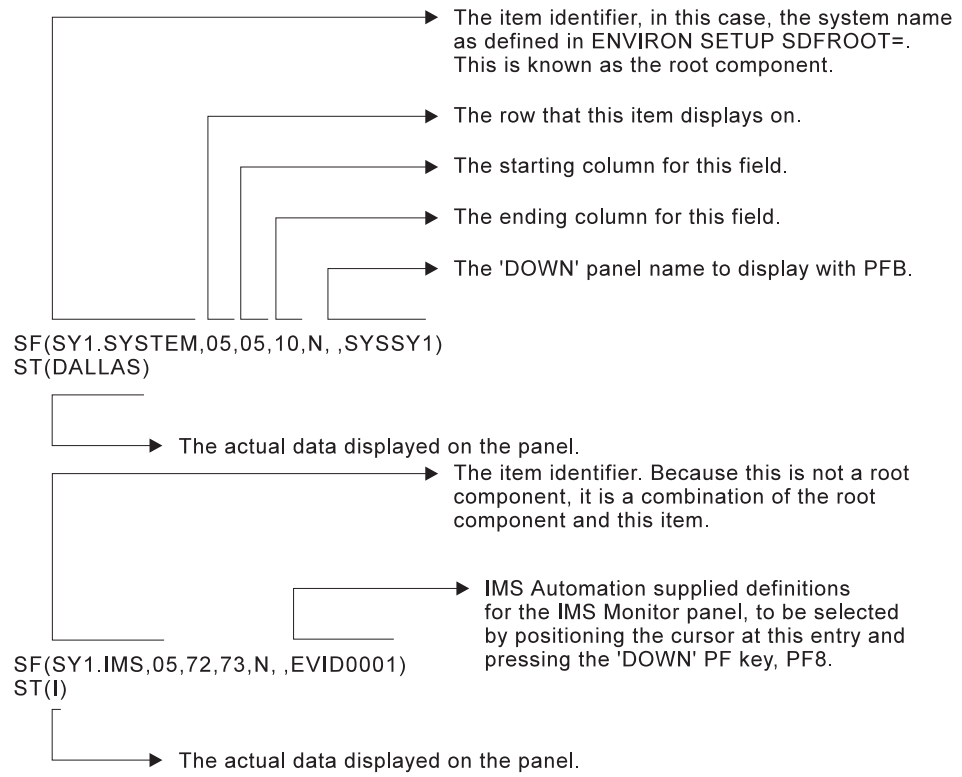 The item identifier, in this case, the system name
as defined in ENVIRON SETUP SDFROOT=.
This is known as the root component.
The row that this item displays on.
The starting column for this field.
The ending column for this field.
The 'DOWN' panel name to display with PFB.
SF(SY1.SYSTEM,05,05,10,N, ,SYSSY1)
ST(DALLAS)
The actual data displayed on the panel.
The item identifier. Because this is not a root
component, it is a combination of the root
component and this item.
IMS Automation supplied definitions
for the IMS Monitor panel, to be selected
by positioning the cursor at this entry and
pressing the 'DOWN' PF key, PF8.
SF(SY1.IMS,05,72,73,N, ,EVID0001)
ST(I)
The actual data displayed on the panel.